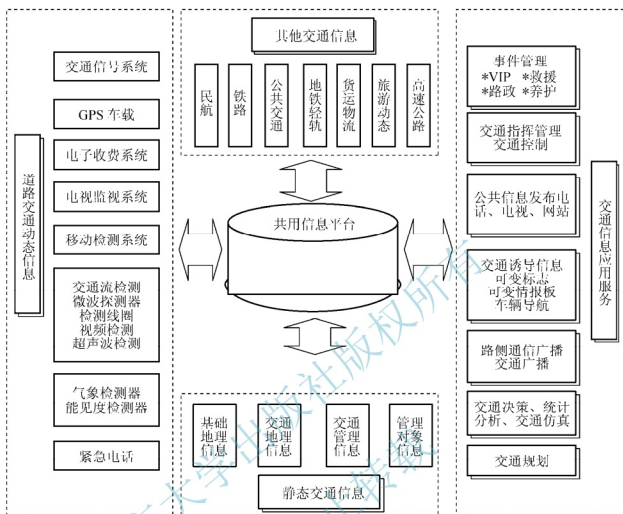 道路交通动态信息
交通信号系统
GPS 车载
电子收费系统
电视监视系统
移动检测系统
交通流检测
微波探测器
检测线圈
视频检测
超声波检测
气象检测器
能见度检测器
紧急电话
其他交通信息
民航
铁路
公共交通
地铁轻轨
货运物流
旅游动态
高速公路
共用信息平台
基础地理信息
交通地理信息
交通管理信息
管理对象信息
静态交通信息
事件管理
*VIP *救援
*路政 *养护
交通指挥管理
交通控制
公共信息发布电
话、电视、网站
交通诱导信息
可变标志
可变情报板
车辆导航
路侧通信广播
交通广播
交通决策、统计
分析、交通仿真
交通规划
交通信息应用服务
大学出版社版权所有